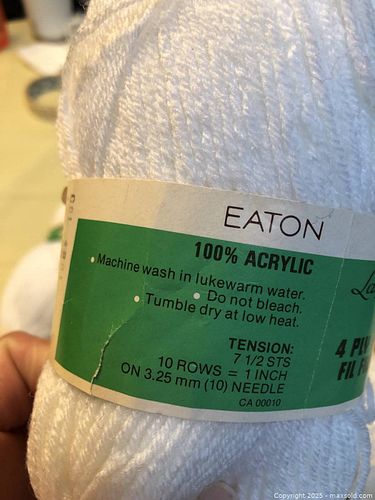 EATON
100% ACRYLIC
• Machine wash in lukewarm water.
• Do not bleach.
• Tumble dry at low heat.
TENSION:
7 1/2 STS
10 ROWS = 1 INCH
ON 3.25 mm (10) NEEDLE
CA 00010
4 PLY
FIL
Copyright 2025 - maxsold.com